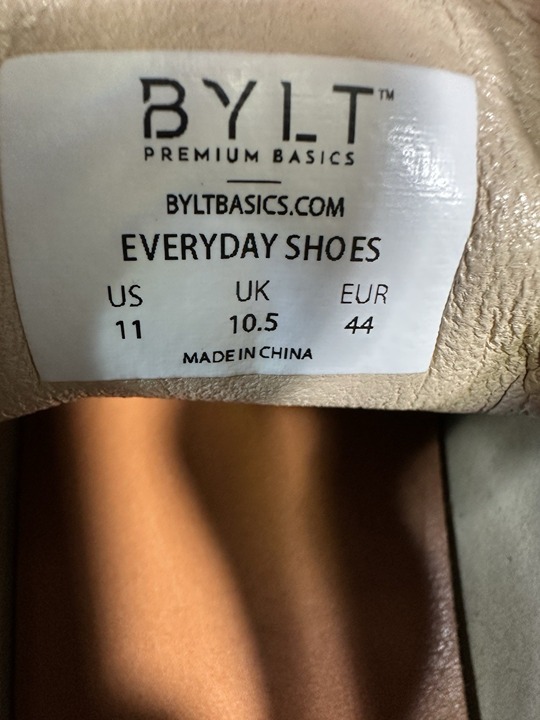 BYLT™
PREMIUM BASICS
BYLTBASICS.COM
EVERYDAY SHOES
US UK EUR
11 10.5 44
MADE IN CHINA